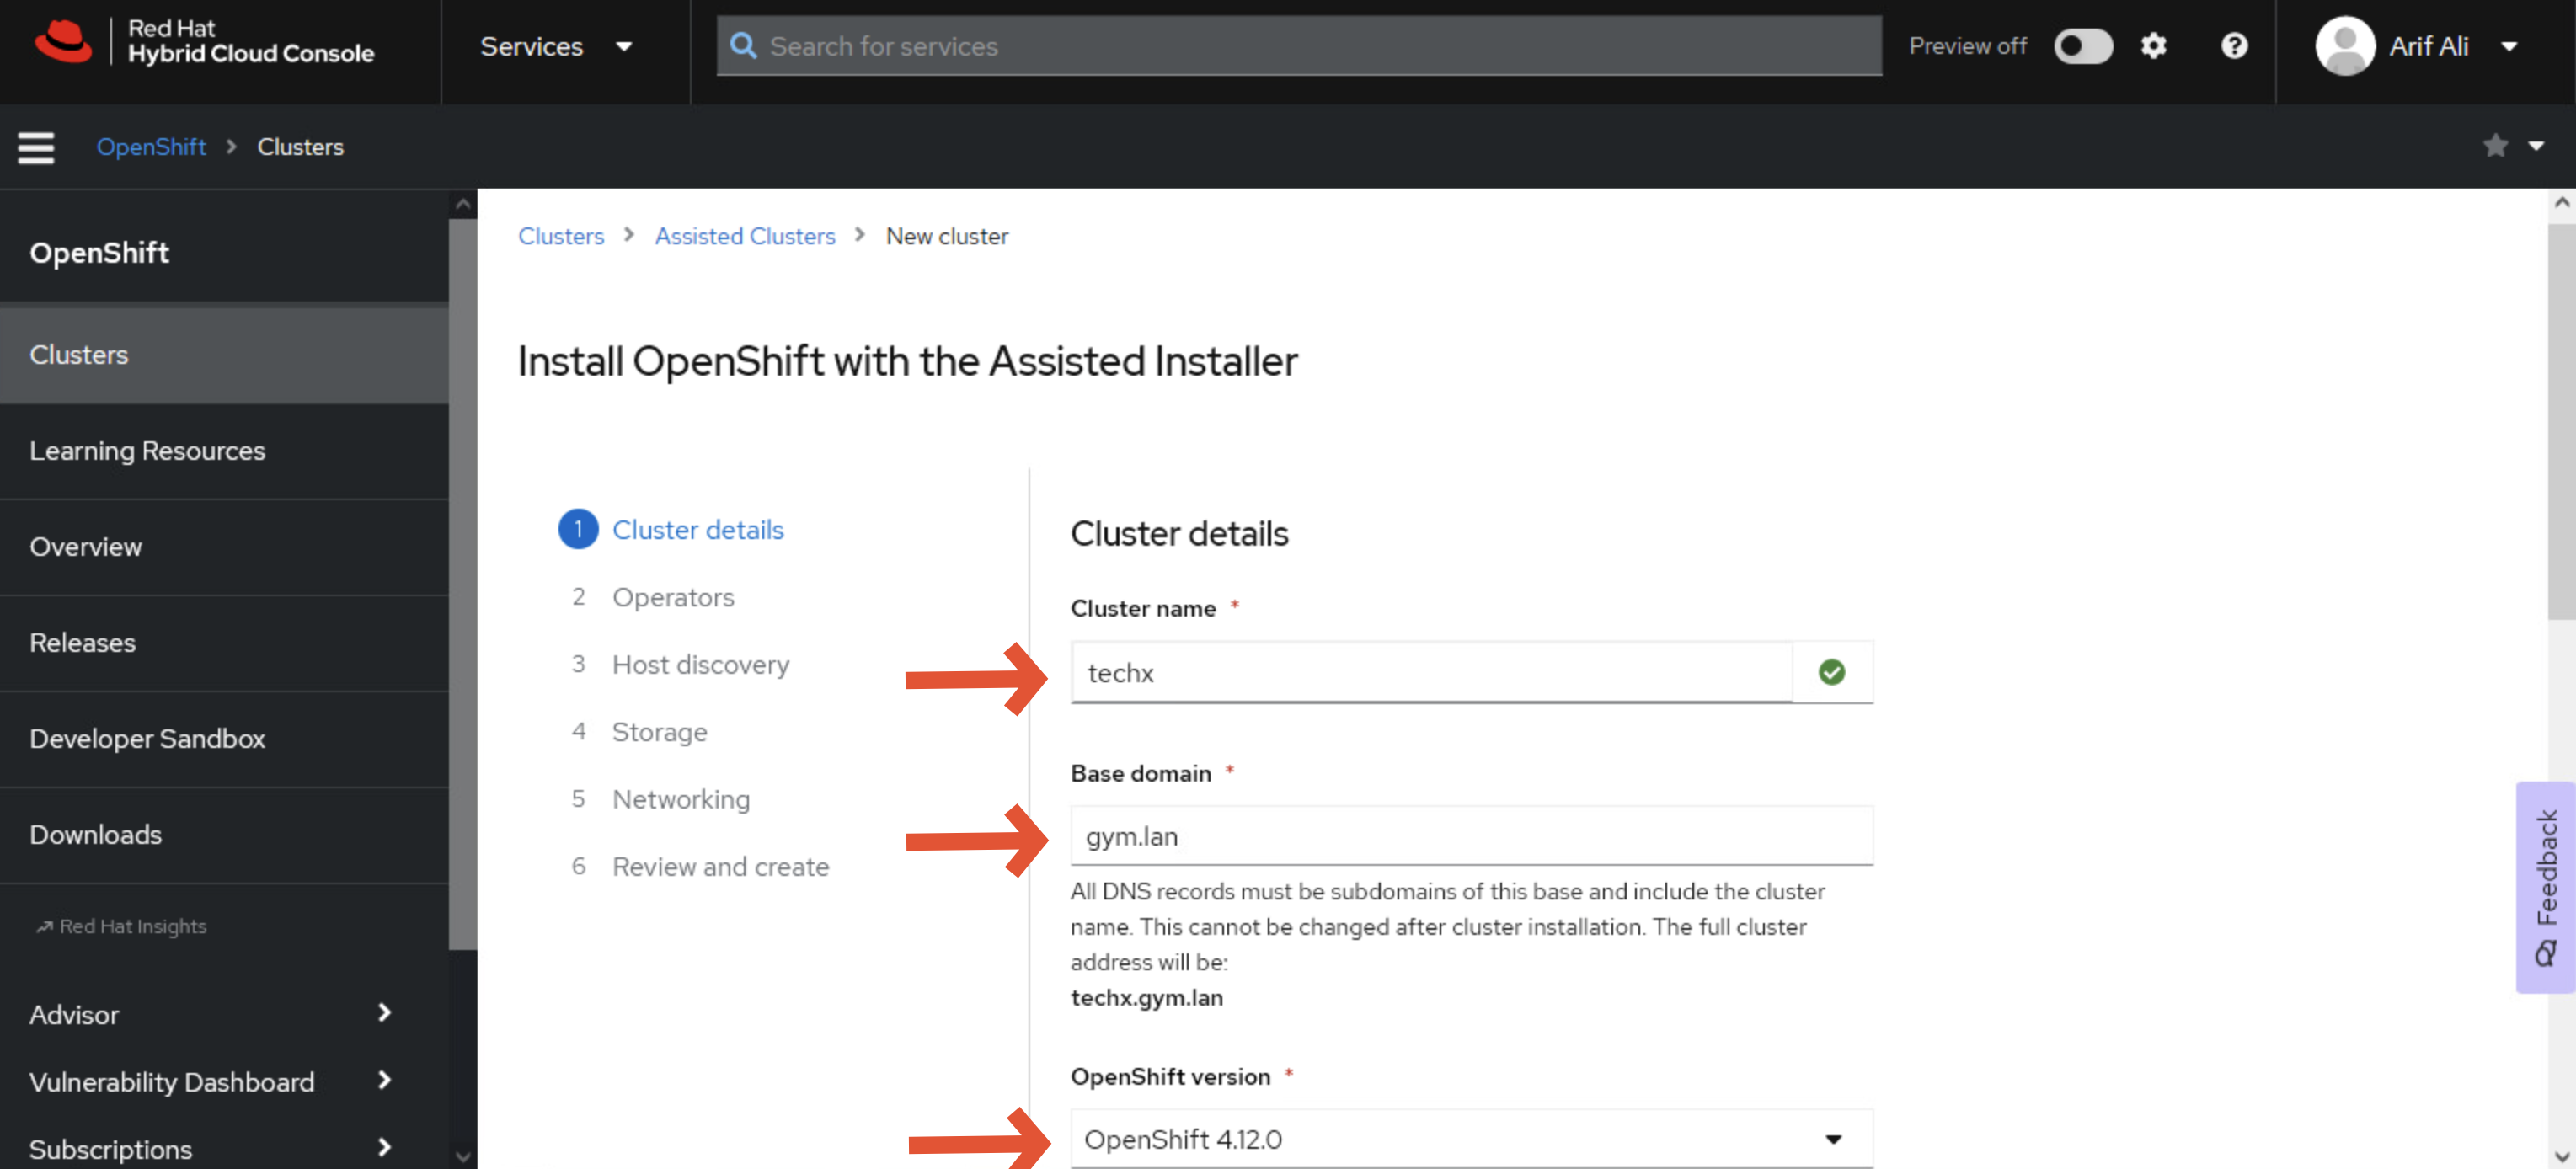 Red Hat
Hybrid Cloud Console
Services
Search for services
Preview off
Arif Ali
OpenShift
Clusters
OpenShift
Clusters
Learning Resources
Overview
Releases
Developer Sandbox
Downloads
Red Hat Insights
Advisor
Vulnerability Dashboard
Subscriptions
Clusters
Assisted Clusters
New cluster
Install OpenShift with the Assisted Installer
1 Cluster details
2 Operators
3 Host discovery
4 Storage
5 Networking
6 Review and create
Cluster details
Cluster name *
techx
Base domain *
gym.lan
All DNS records must be subdomains of this base and include the cluster
name. This cannot be changed after cluster installation. The full cluster
address will be:
techx.gym.lan
OpenShift version *
OpenShift 4.12.0
Feedback